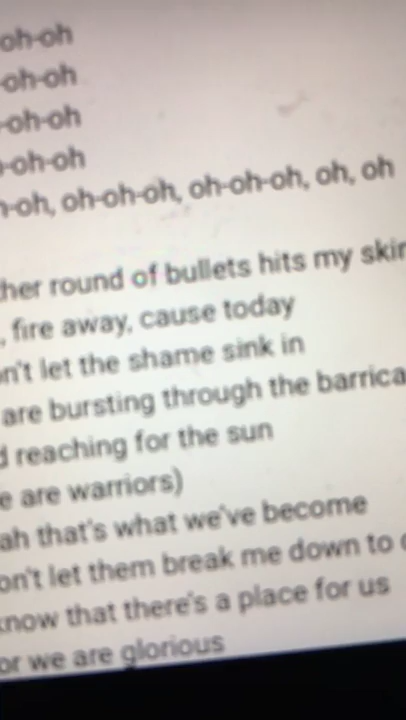 oh-oh
-oh-oh
-oh-oh
-oh-oh
-oh, oh-oh-oh, oh-oh-oh, oh, oh
ther round of bullets hits my skin
, fire away, cause today
on't let the shame sink in
are bursting through the barrica
d reaching for the sun
e are warriors)
ah that's what we've become
on't let them break me down to
know that there's a place for us
or we are glorious